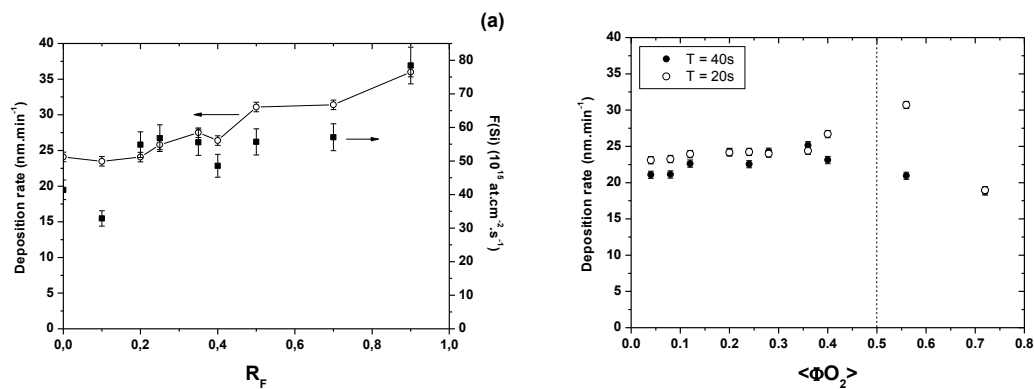 (a)
Deposition rate (nm.min⁻¹)
40
35
30
25
20
15
10
5
0
0,0 0,2 0,4 0,6 0,8 1,0
R_F
80
70
60
50
40
30
20
10
0
F(Si) (10¹⁵ at.cm⁻².s⁻¹)
Deposition rate (nm.min⁻¹)
40
35
30
25
20
15
10
5
0
T = 40s
T = 20s
0.0 0.1 0.2 0.3 0.4 0.5 0.6 0.7 0.8
<ΦO₂>